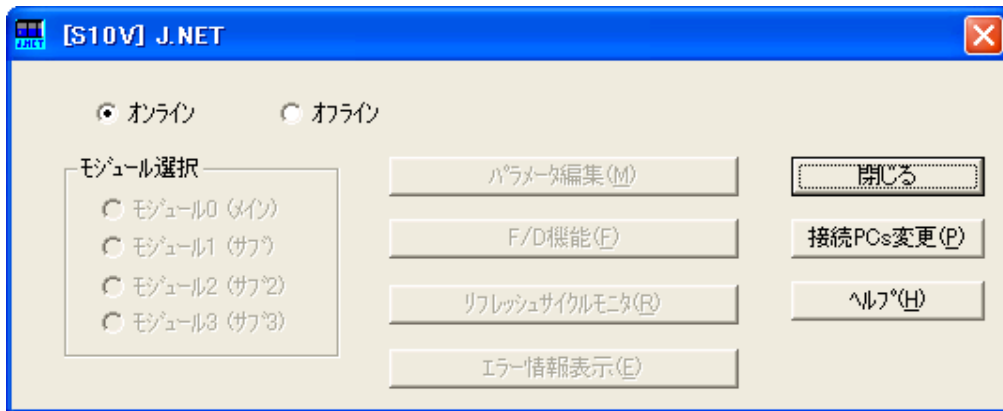 J.NET
[S10V] J.NET
オンライン
オフライン
モジュール選択
モジュール0 (メイン)
モジュール1 (サブ)
モジュール2 (サブ2)
モジュール3 (サブ3)
パラメータ編集(M)
F/D機能(F)
リフレッシュサイクルモニタ(R)
エラー情報表示(E)
閉じる
接続PCs変更(P)
ヘルプ(H)